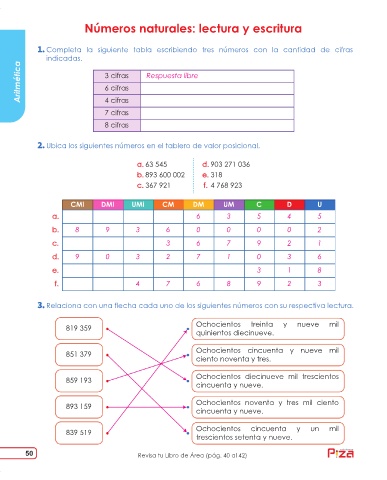 Números naturales: lectura y escritura
Aritmética
1. Completa la siguiente tabla escribiendo tres números con la cantidad de cifras
indicadas.
3 cifras Respuesta libre
6 cifras
4 cifras
7 cifras
8 cifras
2. Ubica los siguientes números en el tablero de valor posicional.
a. 63 545 d. 903 271 036
b. 893 600 002 e. 318
c. 367 921 f. 4 768 923
CMI DMI UMI CM DM UM C D U
a. 6 3 5 4 5
b. 8 9 3 6 0 0 0 0 2
c. 3 6 7 9 2 1
d. 9 0 3 2 7 1 0 3 6
e. 3 1 8
f. 4 7 6 8 9 2 3
3. Relaciona con una flecha cada uno de los siguientes números con su respectiva lectura.
819 359
Ochocientos treinta y nueve mil
quinientos diecinueve.
851 379
Ochocientos cincuenta y nueve mil
ciento noventa y tres.
859 193
Ochocientos diecinueve mil trescientos
cincuenta y nueve.
893 159
Ochocientos noventa y tres mil ciento
cincuenta y nueve.
839 519
Ochocientos cincuenta y un mil
trescientos setenta y nueve.
50
Revisa tu Libro de Área (pág. 40 al 42)
Piza